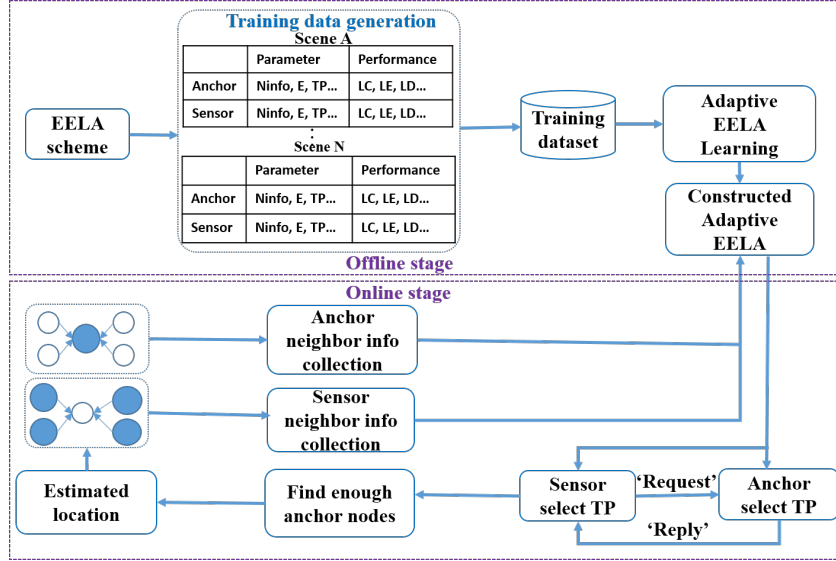 Training data generation
Scene A
Parameter Performance
Anchor Ninfo, E, TP... LC, LE, LD...
Sensor Ninfo, E, TP... LC, LE, LD...
:
Scene N
Parameter Performance
Anchor Ninfo, E, TP... LC, LE, LD...
Sensor Ninfo, E, TP... LC, LE, LD...
EELA
scheme
Training
dataset
Adaptive
EELA
Learning
Constructed
Adaptive
EELA
Offline stage
Online stage
Anchor
neighbor info
collection
Sensor
neighbor info
collection
Estimated
location
Find enough
anchor nodes
Sensor
select TP
‘Request’
‘Reply’
Anchor
select TP